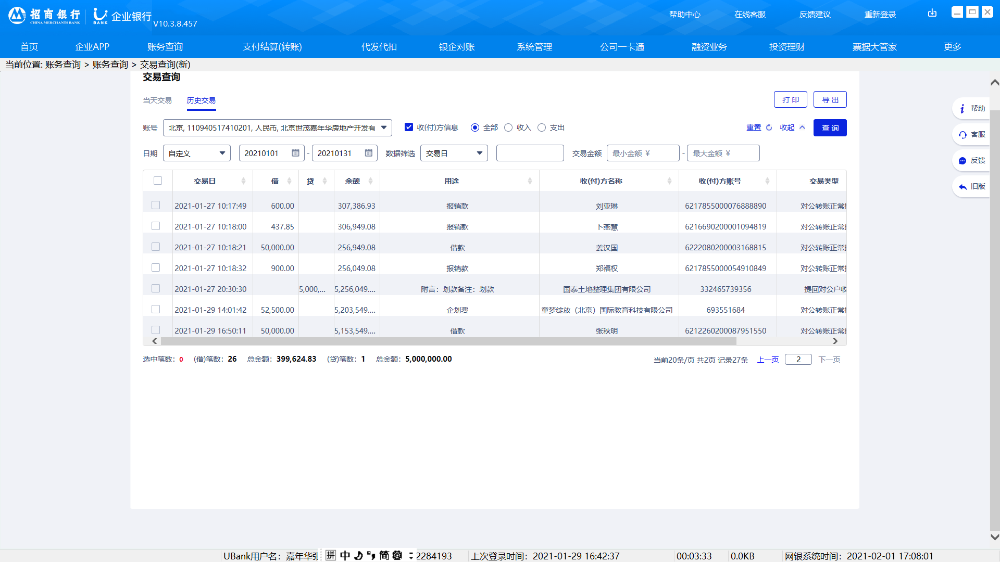 招商银行 CHINA MERCHANTS BANK U BANK 企业银行 V10.3.8.457 帮助中心 在线客服 反馈建议 重新登录
首页 企业APP 账务查询 支付结算(转账) 代发代扣 银企对账 系统管理 公司一卡通 融资业务 投资理财 票据大管家 更多
当前位置: 账务查询 > 账务查询 > 交易查询(新)
交易查询
当天交易 历史交易 打 印 导 出
账号 北京, 110940517410201, 人民币, 北京世茂嘉年华房地产开发有 收(付)方信息 全部 收入 支出 重置 收起 查 询
日期 自定义 20210101 - 20210131 数据筛选 交易日 交易金额 最小金额 ¥ - 最大金额 ¥
交易日 借 贷 余额 用途 收(付)方名称 收(付)方账号 交易类型
2021-01-27 10:17:49 600.00 307,386.93 报销款 刘亚琳 6217855000076888890 对公转账正常
2021-01-27 10:18:00 437.85 306,949.08 报销款 卜燕慧 6216690200001094819 对公转账正常
2021-01-27 10:18:21 50,000.00 256,949.08 借款 姜汉国 6222080200003168815 对公转账正常
2021-01-27 10:18:32 900.00 256,049.08 报销款 郑福权 6217855000054910849 对公转账正常
2021-01-27 20:30:30 5,000,... 5,256,049.... 附言：划款备注：划款 国泰土地整理集团有限公司 332465739356 提回对公户收
2021-01-29 14:01:42 52,500.00 5,203,549.... 企划费 童梦绽放（北京）国际教育科技有限公司 693551684 对公转账正常
2021-01-29 16:50:11 50,000.00 5,153,549.... 借款 张秋明 6212260200087951550 对公转账正常
选中笔数： 0 (借)笔数： 26 总金额： 399,624.83 (贷)笔数： 1 总金额： 5,000,000.00 当前20条/页 共2页 记录27条 上一页 2 下一页
帮助
客服
反馈
旧版
UBank用户名：嘉年华张 拼 中 简 2284193 上次登录时间：2021-01-29 16:42:37 00:03:33 0.0KB 网银系统时间：2021-02-01 17:08:01